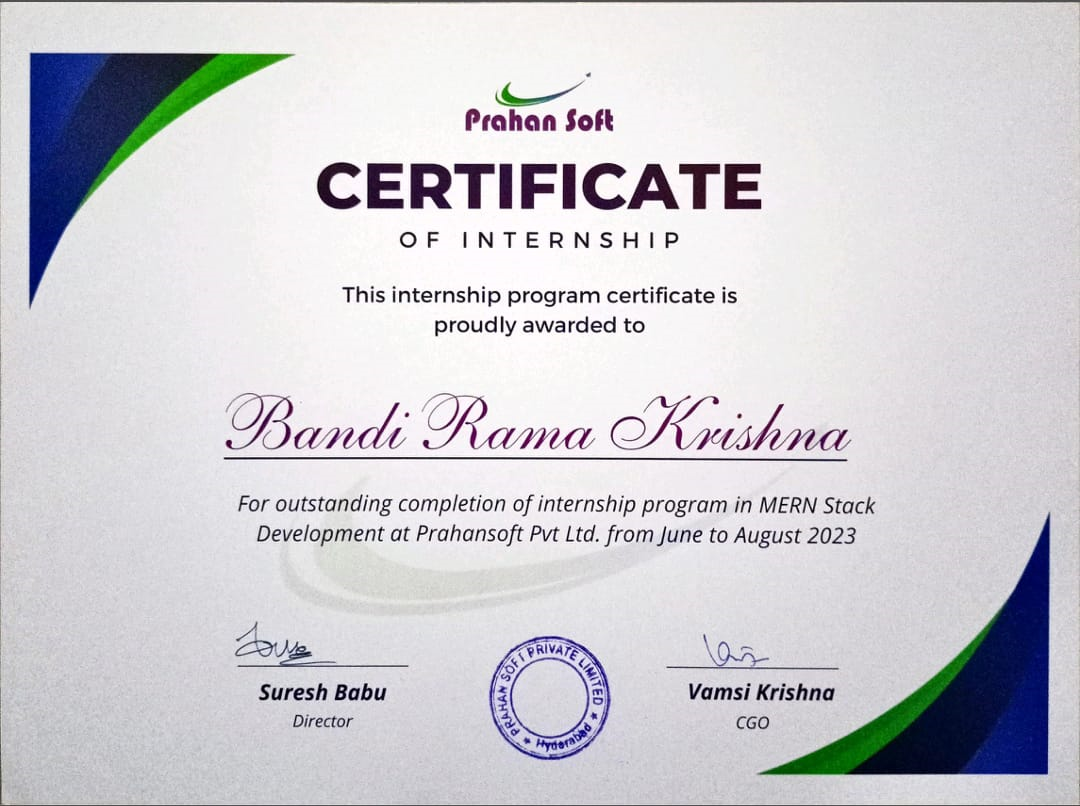 Prahan Soft
CERTIFICATE
OF INTERNSHIP
This internship program certificate is
proudly awarded to
Bandi Rama Krishna
For outstanding completion of internship program in MERN Stack
Development at Prahansoft Pvt Ltd. from June to August 2023
Suresh Babu
Director
PRAHAN SOFT PRIVATE LIMITED
★ Hyderabad ★
Vamsi Krishna
CGO